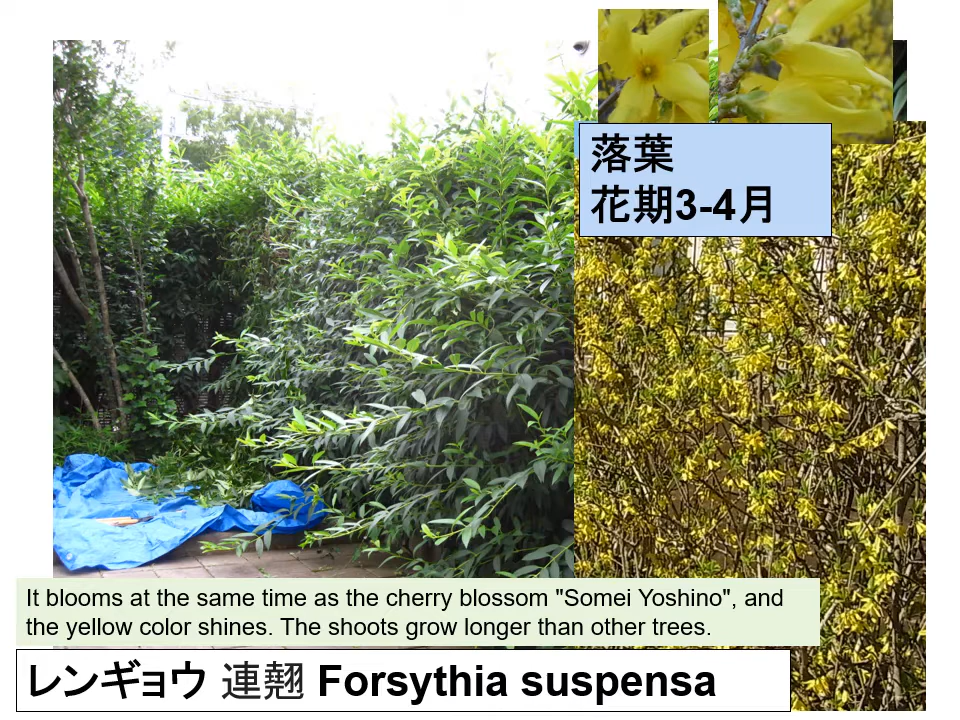 落葉
花期3-4月
It blooms at the same time as the cherry blossom "Somei Yoshino", and
the yellow color shines. The shoots grow longer than other trees.
レンギョウ 連翹 Forsythia suspensa